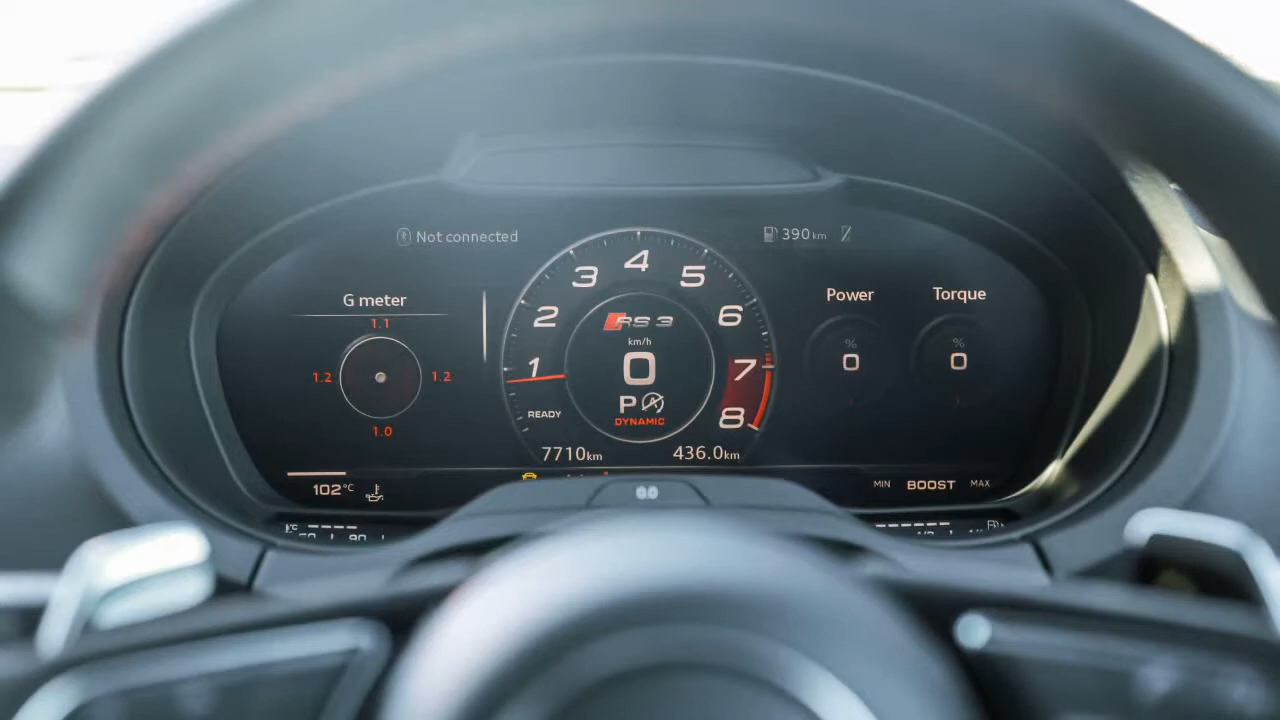 Not connected
390 km
G meter
1.1
1.2
1.2
1.0
1
2
3
4
5
6
7
8
RS 3
km/h
0
P
DYNAMIC
READY
7710 km
436.0 km
Power
%
0
Torque
%
0
102 °C
MIN BOOST MAX